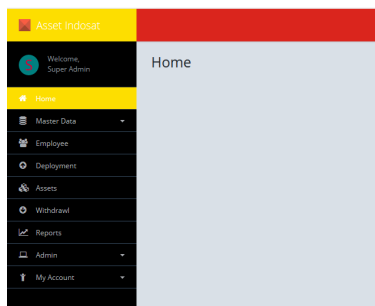 Asset Indosat
S
Welcome,
Super Admin
Home
Home
Master Data
Employee
Deployment
Assets
Withdrawl
Reports
Admin
My Account